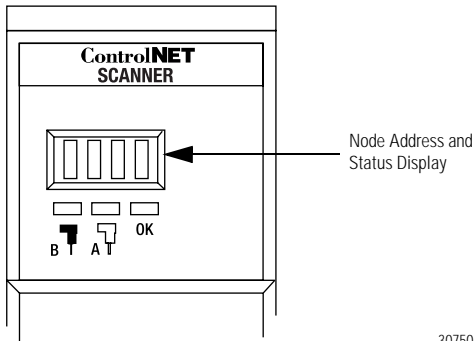 ControlNET
SCANNER
Node Address and
Status Display
B A OK
30750